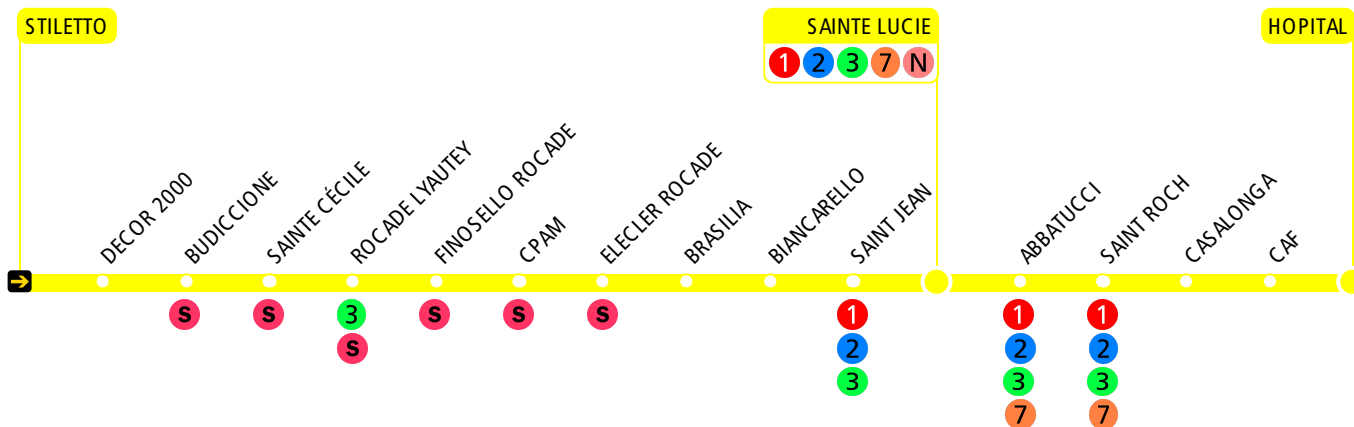 STILETTO
SAINTE LUCIE
1 2 3 7 N
HOPITAL
DECOR 2000
BUDICCIONE
SAINTE CÉCILE
ROCADE LYAUTEY
FINOSELLO ROCADE
CPAM
ELECLER ROCADE
BRASILIA
BIANCARELLO
SAINT JEAN
ABBATUCCI
SAINT ROCH
CASALONGA
CAF
S S 3 S S S 1 1 1
S 2 2 2
3 3 3
7 7